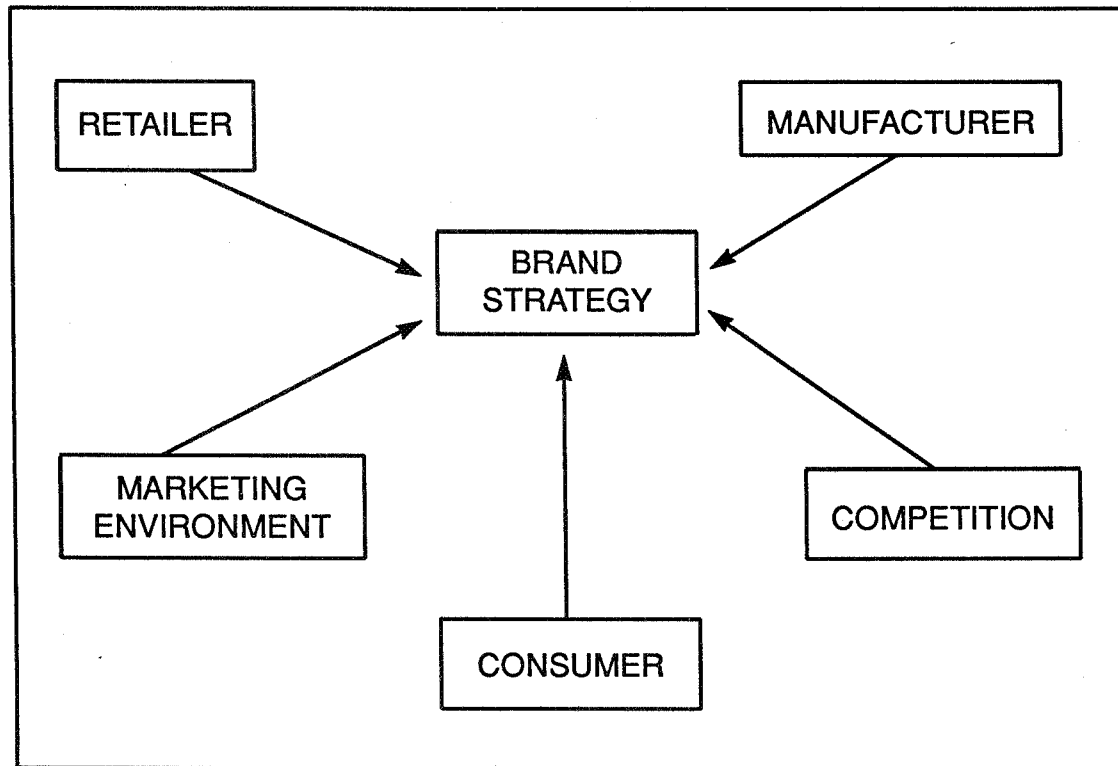 RETAILER
MANUFACTURER
BRAND
STRATEGY
MARKETING
ENVIRONMENT
COMPETITION
CONSUMER